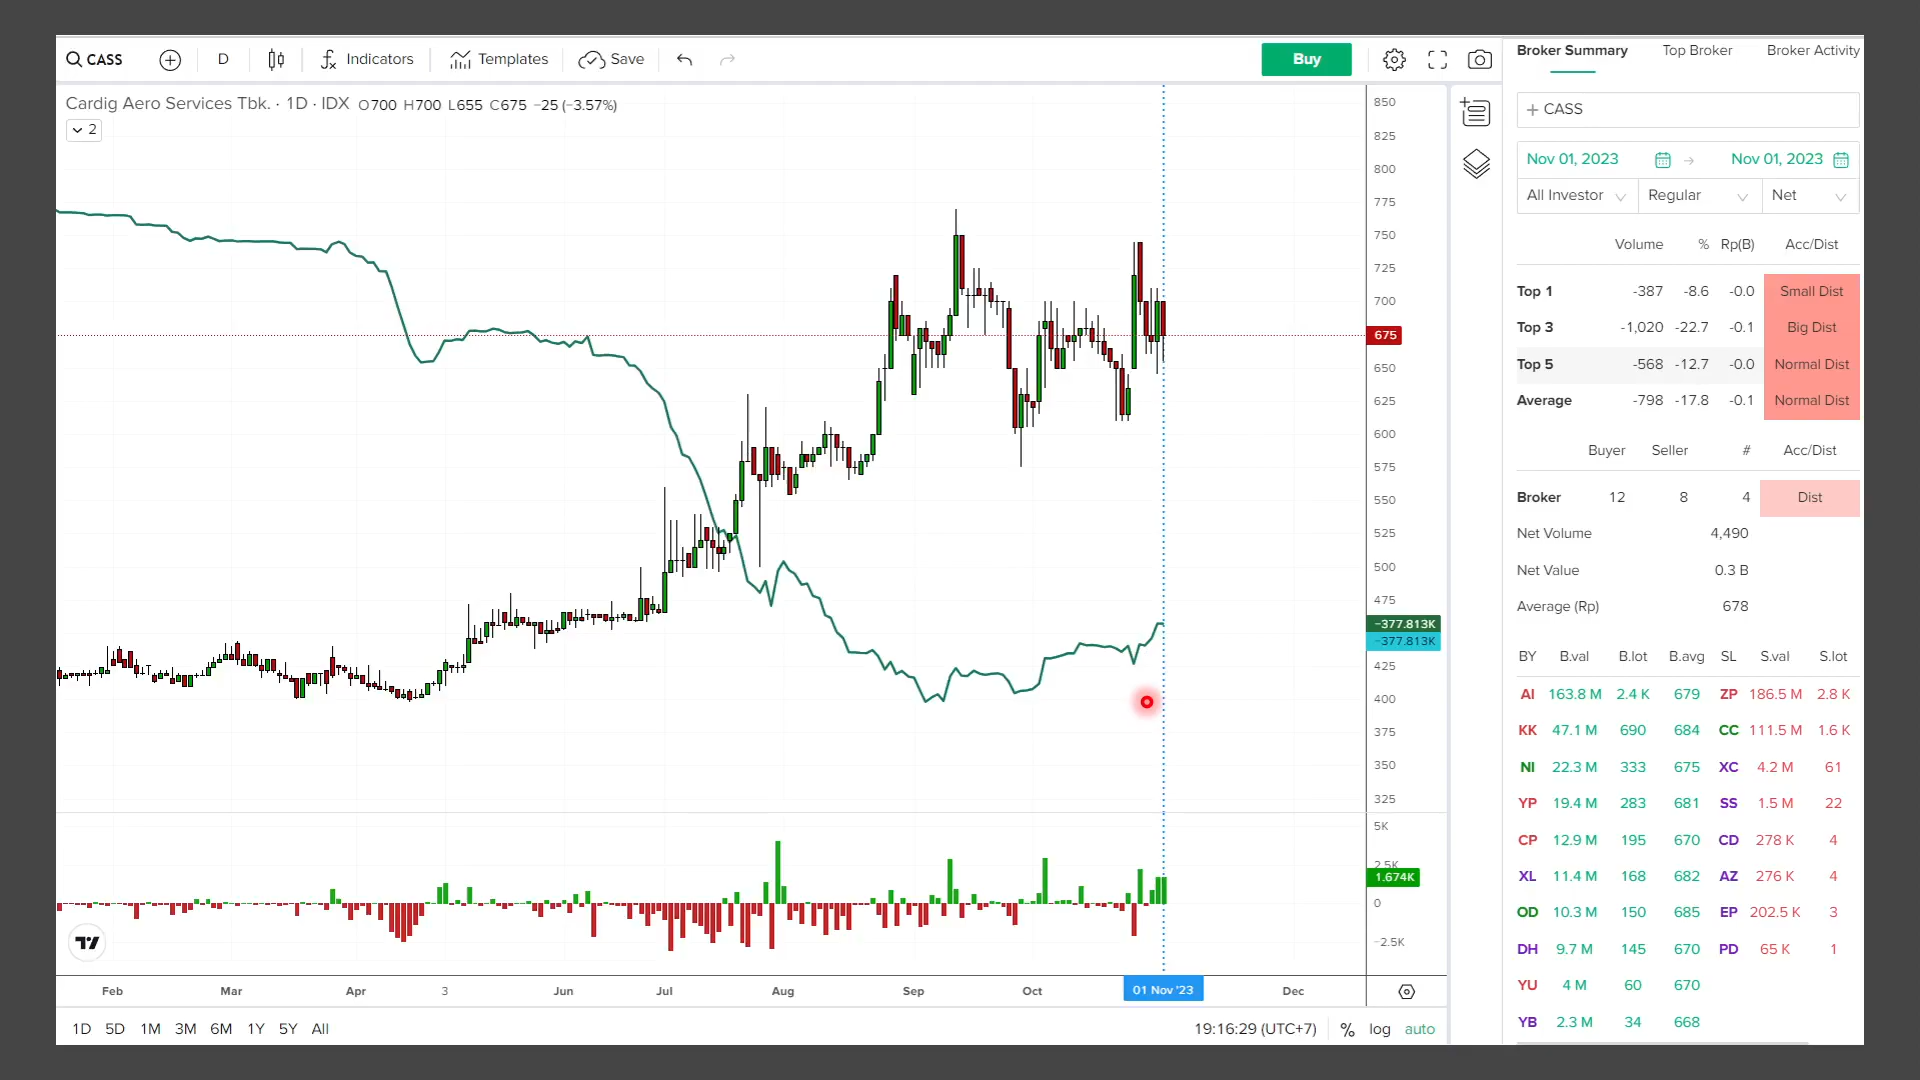 CASS
D
Indicators
Templates
Save
Buy
Cardig Aero Services Tbk. · 1D · IDX O700 H700 L655 C675 −25 (−3.57%)
2
850
825
800
775
750
725
700
675
650
625
600
575
550
525
500
475
−377.813K
−377.813K
425
400
375
350
325
5K
2.5K
1.674K
0
−2.5K
Feb Mar Apr 3 Jun Jul Aug Sep Oct 01 Nov '23 Dec
1D 5D 1M 3M 6M 1Y 5Y All
19:16:29 (UTC+7) % log auto
Broker Summary Top Broker Broker Activity
+ CASS
Nov 01, 2023 → Nov 01, 2023
All Investor Regular Net
Volume % Rp(B) Acc/Dist
Top 1 -387 -8.6 -0.0 Small Dist
Top 3 -1,020 -22.7 -0.1 Big Dist
Top 5 -568 -12.7 -0.0 Normal Dist
Average -798 -17.8 -0.1 Normal Dist
Buyer Seller # Acc/Dist
Broker 12 8 4 Dist
Net Volume 4,490
Net Value 0.3 B
Average (Rp) 678
BY B.val B.lot B.avg SL S.val S.lot
AI 163.8 M 2.4 K 679 ZP 186.5 M 2.8 K
KK 47.1 M 690 684 CC 111.5 M 1.6 K
NI 22.3 M 333 675 XC 4.2 M 61
YP 19.4 M 283 681 SS 1.5 M 22
CP 12.9 M 195 670 CD 278 K 4
XL 11.4 M 168 682 AZ 276 K 4
OD 10.3 M 150 685 EP 202.5 K 3
DH 9.7 M 145 670 PD 65 K 1
YU 4 M 60 670
YB 2.3 M 34 668